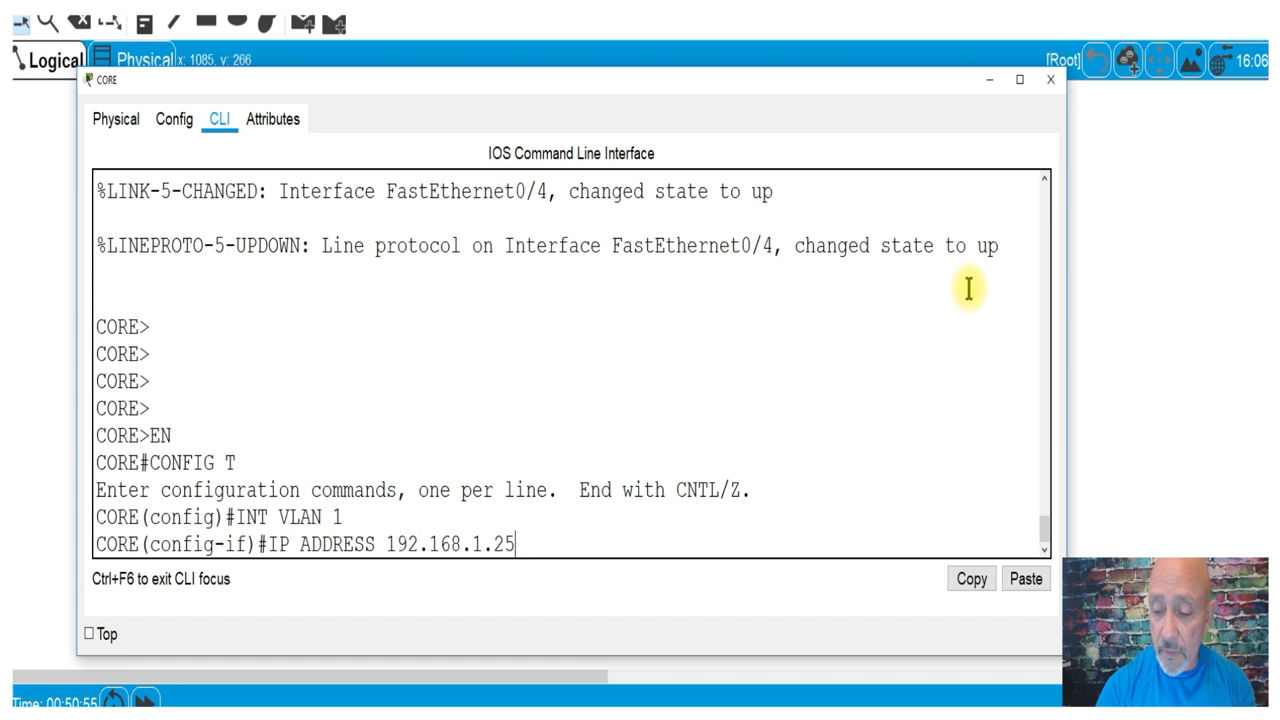 Logical
Physical x: 1085, y: 266
[Root]
16:06
CORE
Physical Config CLI Attributes
IOS Command Line Interface
%LINK-5-CHANGED: Interface FastEthernet0/4, changed state to up
%LINEPROTO-5-UPDOWN: Line protocol on Interface FastEthernet0/4, changed state to up
CORE>
CORE>
CORE>
CORE>
CORE>EN
CORE#CONFIG T
Enter configuration commands, one per line. End with CNTL/Z.
CORE(config)#INT VLAN 1
CORE(config-if)#IP ADDRESS 192.168.1.25
Ctrl+F6 to exit CLI focus
Copy Paste
Top
Time: 00:50:55